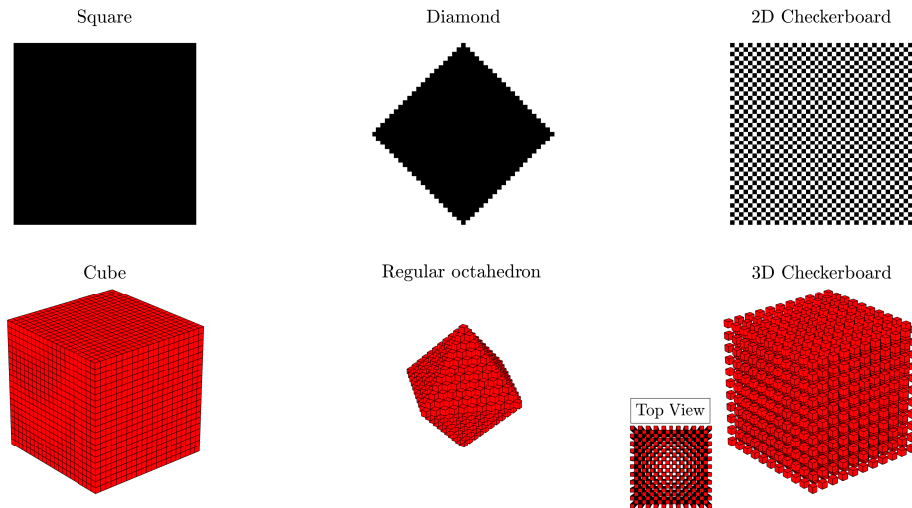 Square
Diamond
2D Checkerboard
Cube
Regular octahedron
3D Checkerboard
Top View